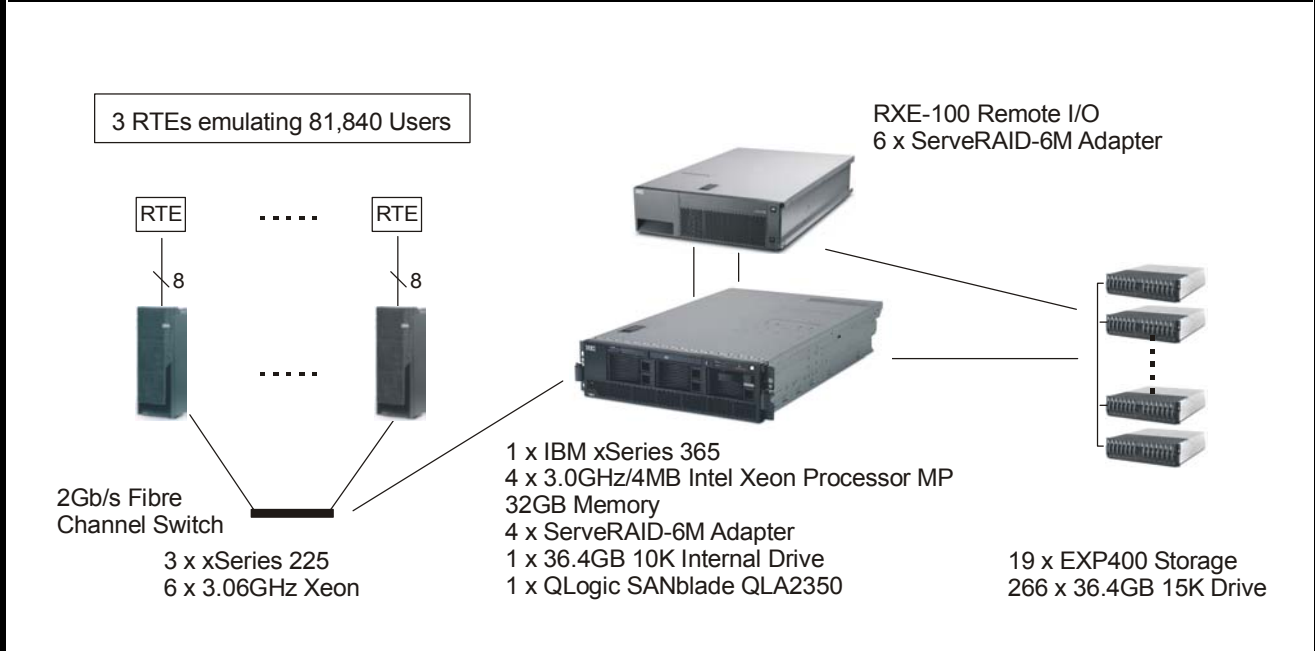 3 RTEs emulating 81,840 Users
RXE-100 Remote I/O
6 x ServeRAID-6M Adapter
RTE
RTE
8
8
1 x IBM xSeries 365
4 x 3.0GHz/4MB Intel Xeon Processor MP
32GB Memory
4 x ServeRAID-6M Adapter
1 x 36.4GB 10K Internal Drive
1 x QLogic SANblade QLA2350
2Gb/s Fibre
Channel Switch
3 x xSeries 225
6 x 3.06GHz Xeon
19 x EXP400 Storage
266 x 36.4GB 15K Drive